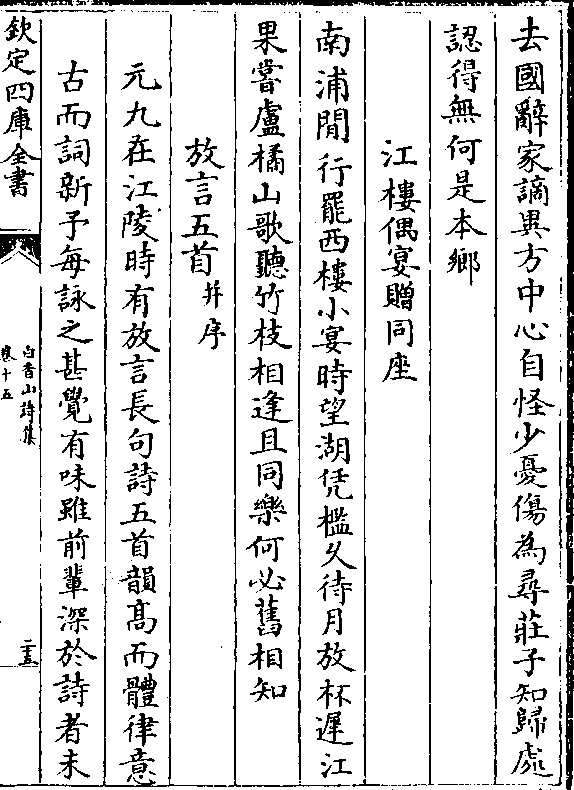 去國辭家謫異方中心自怪少憂傷為尋莊子知歸處
認得無何是本鄉
江樓偶宴贈同座
南浦閒行罷西樓小宴時望湖凭檻久待月放杯遲江
果嘗盧橘山歌聽竹枝相逢且同樂何必舊相知
放言五首并序
元九在江陵時有放言長句詩五首韻髙而體律意
古而詞新予每詠之甚覺有味雖前輩深於詩者未
欽定四庫全書
白香山詩集
卷十五
二五